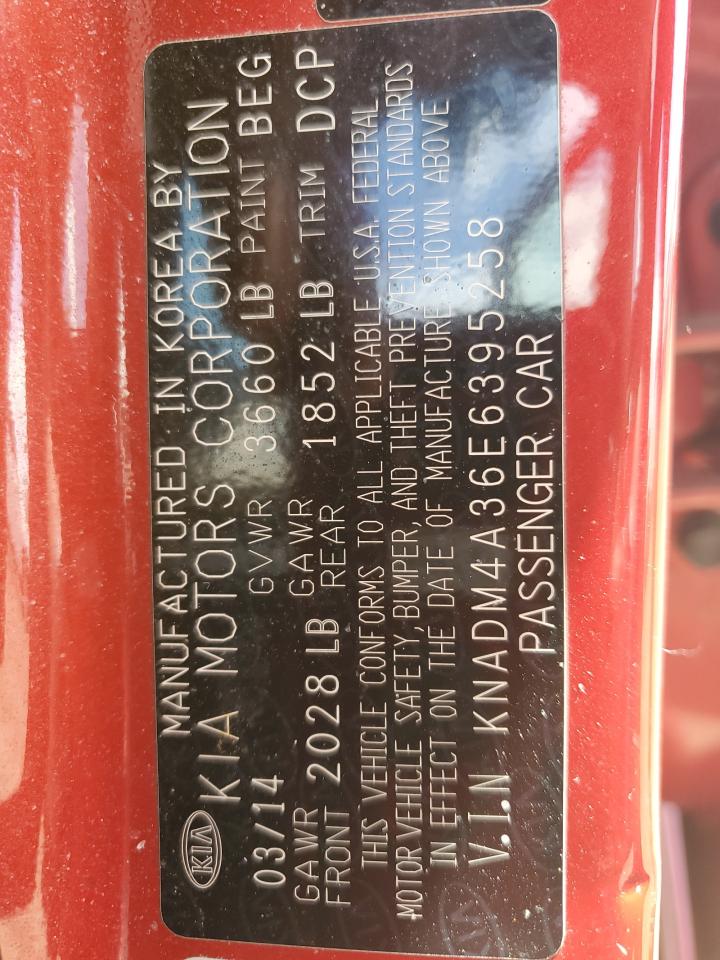 MANUFACTURED IN KOREA BY
KIA KIA MOTORS CORPORATION
03/14 GVWR 3660 LB PAINT BEG
GAWR FRONT 2028 LB GAWR REAR 1852 LB TRIM DCP
THIS VEHICLE CONFORMS TO ALL APPLICABLE U.S.A. FEDERAL
MOTOR VEHICLE SAFETY, BUMPER, AND THEFT PREVENTION STANDARDS
IN EFFECT ON THE DATE OF MANUFACTURE SHOWN ABOVE
V.I.N KNADM4A36E6395258
PASSENGER CAR